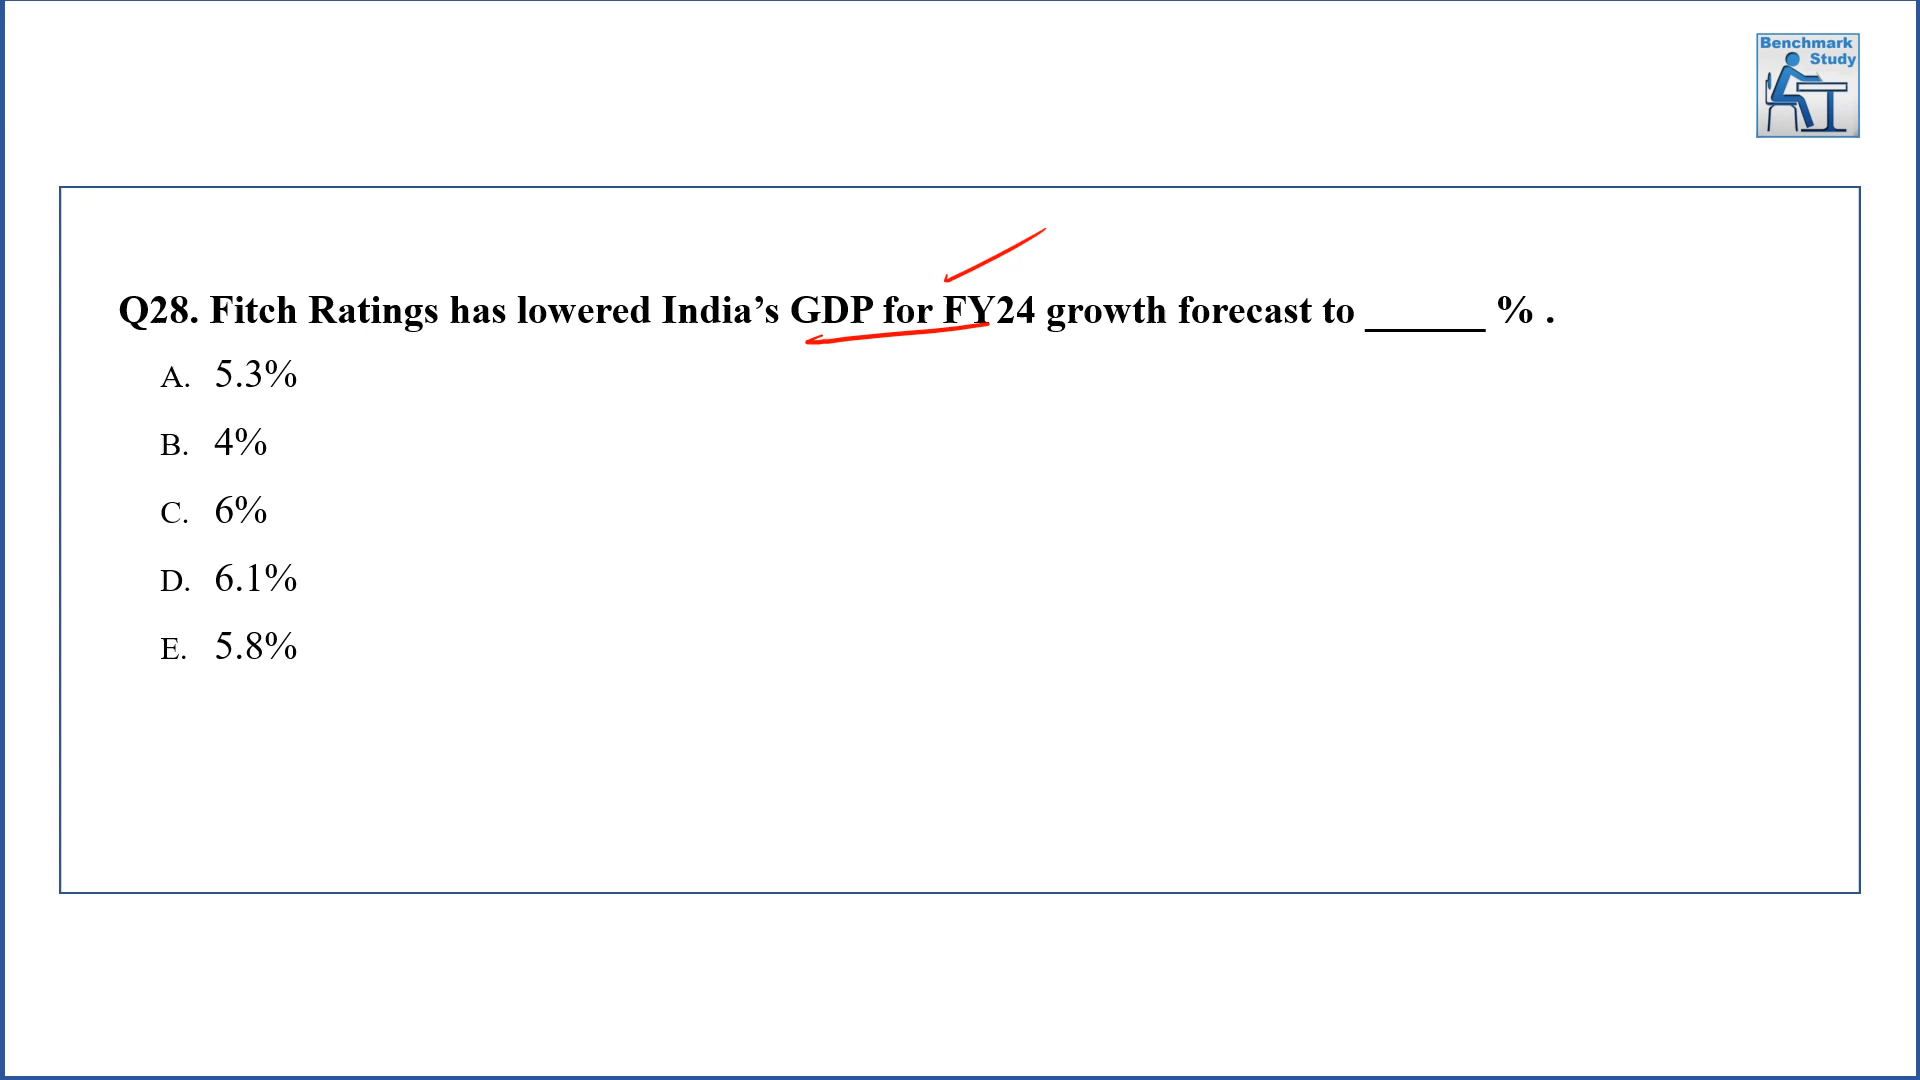 Benchmark
Study
Q28. Fitch Ratings has lowered India’s GDP for FY24 growth forecast to ______ % .
A. 5.3%
B. 4%
C. 6%
D. 6.1%
E. 5.8%